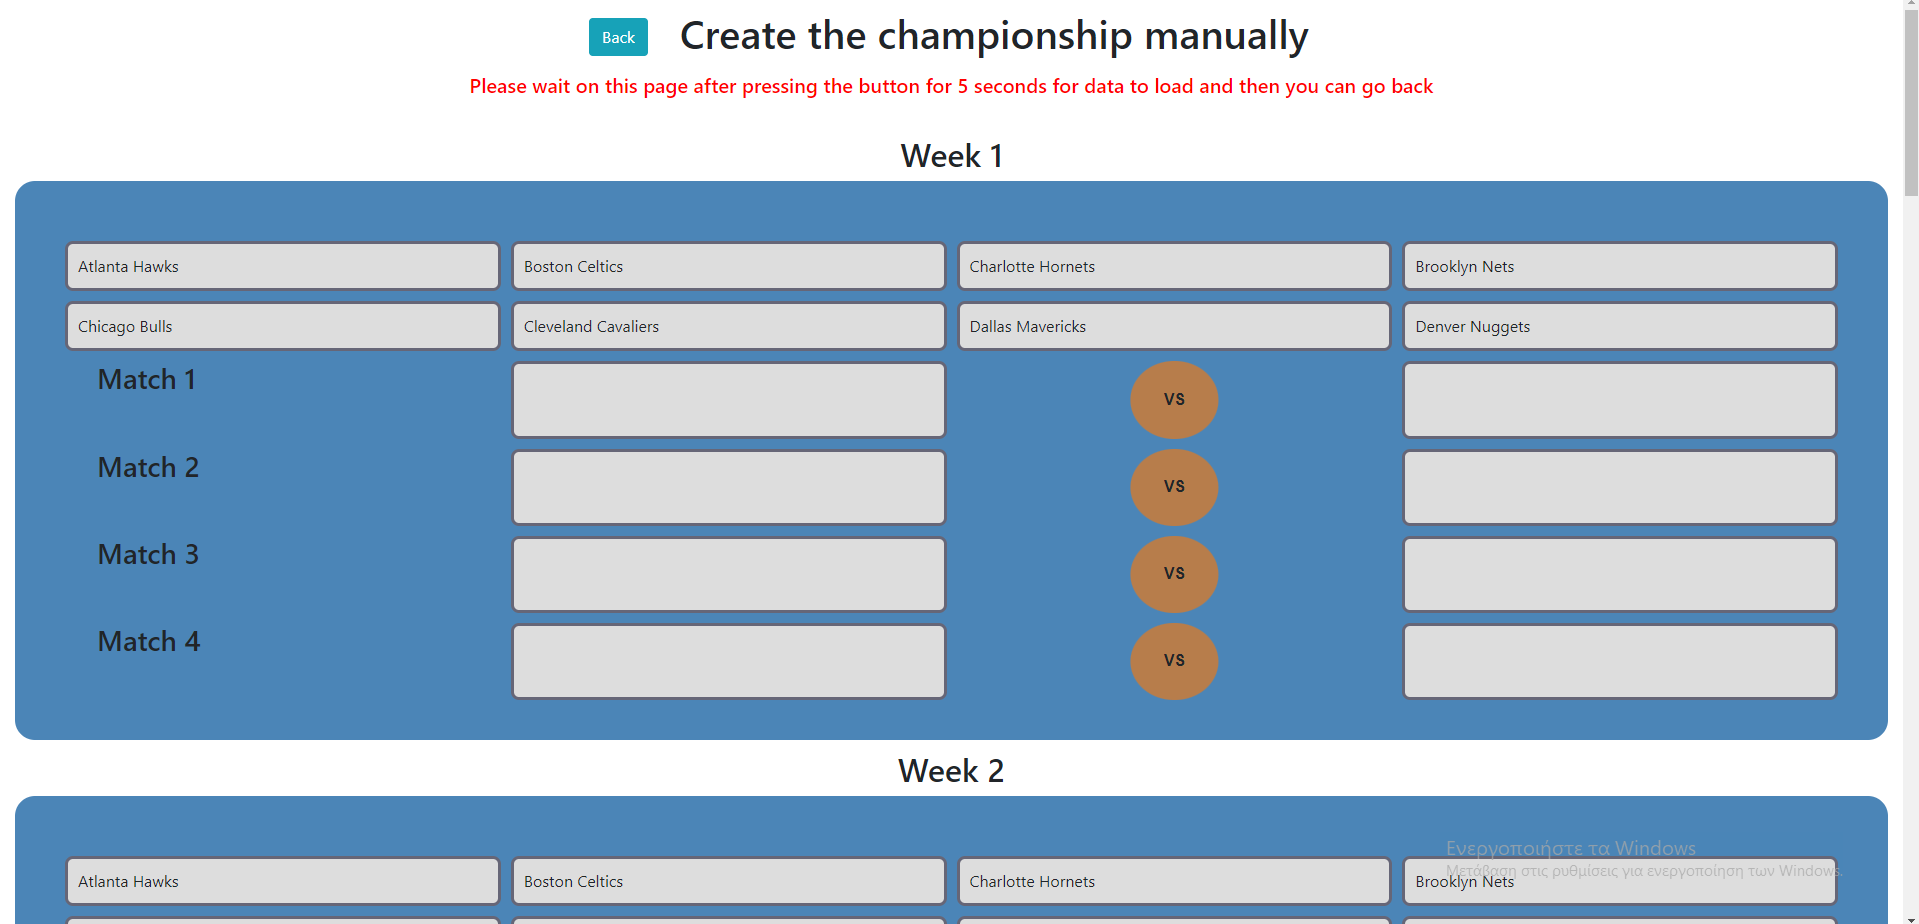 Back Create the championship manually
Please wait on this page after pressing the button for 5 seconds for data to load and then you can go back
Week 1
Atlanta Hawks Boston Celtics Charlotte Hornets Brooklyn Nets
Chicago Bulls Cleveland Cavaliers Dallas Mavericks Denver Nuggets
Match 1 VS
Match 2 VS
Match 3 VS
Match 4 VS
Week 2
Ενεργοποιήστε τα Windows
Μετάβαση στις ρυθμίσεις για ενεργοποίηση των Windows.
Atlanta Hawks Boston Celtics Charlotte Hornets Brooklyn Nets